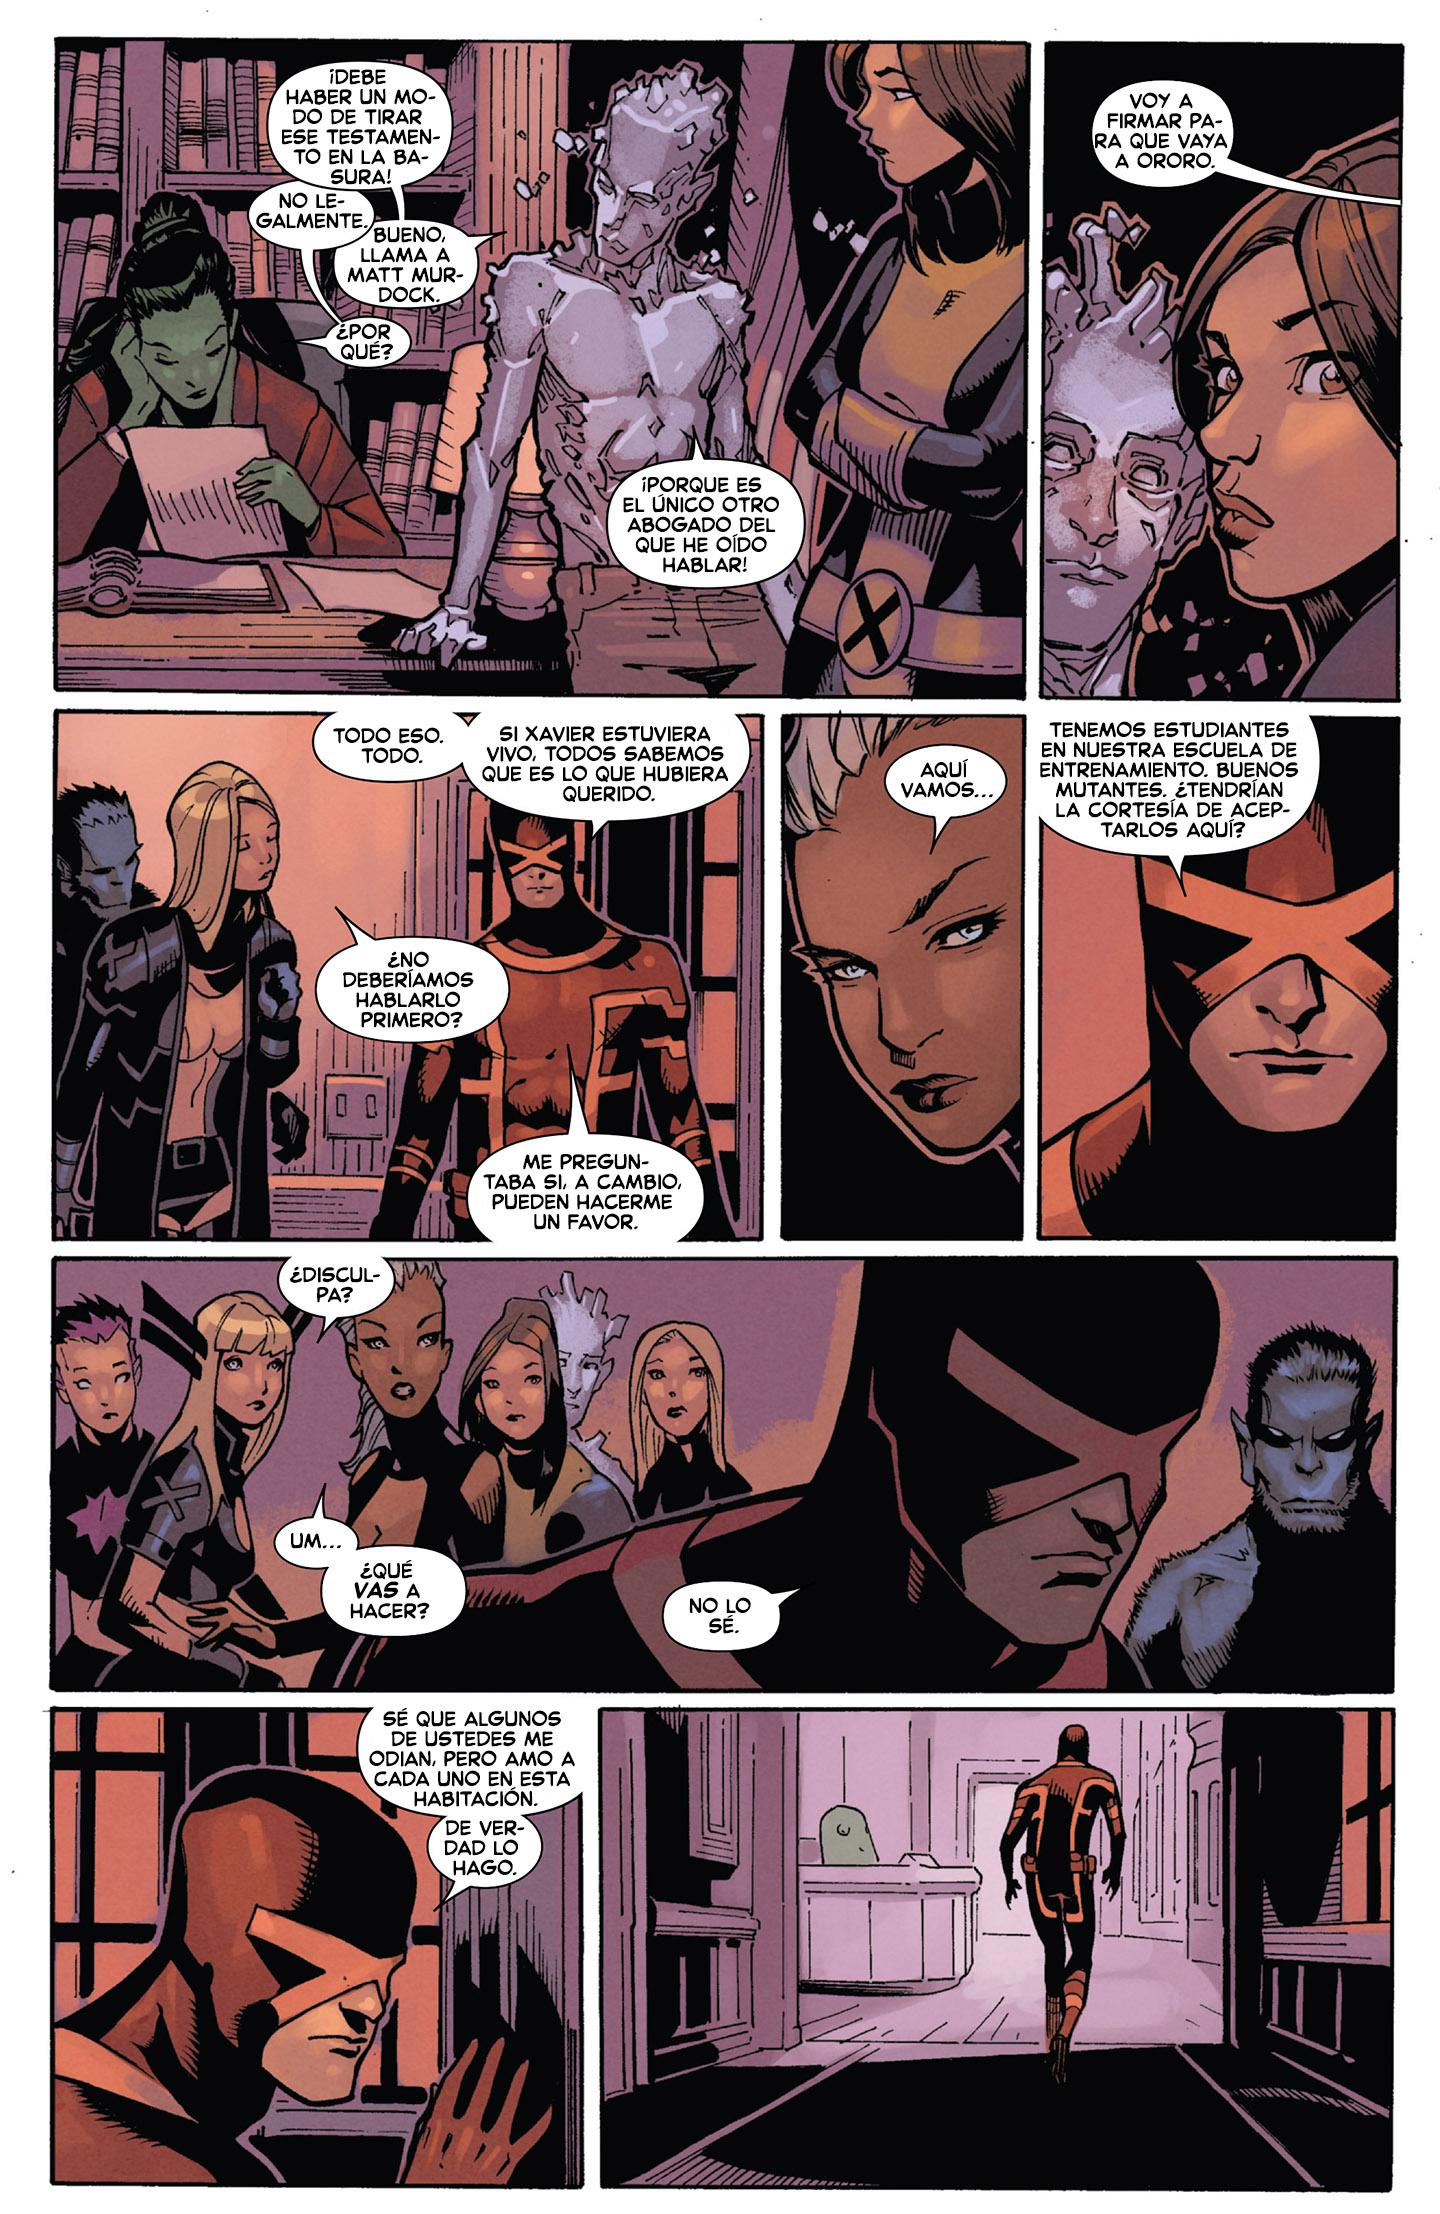 ¡DEBE
HABER UN MO-
DO DE TIRAR
ESE TESTAMEN-
TO EN LA BA-
SURA!
NO LE-
GALMENTE.
BUENO,
LLAMA A
MATT MUR-
DOCK.
¿POR
QUÉ?
¡PORQUE ES
EL ÚNICO OTRO
ABOGADO DEL
QUE HE OÍDO
HABLAR!
VOY A
FIRMAR PA-
RA QUE VAYA
A ORORO.
TODO ESO.
TODO.
SI XAVIER ESTUVIERA
VIVO, TODOS SABEMOS
QUE ES LO QUE HUBIERA
QUERIDO.
¿NO
DEBERÍAMOS
HABLARLO
PRIMERO?
ME PREGUN-
TABA SI, A CAMBIO,
PUEDEN HACERME
UN FAVOR.
AQUÍ
VAMOS...
TENEMOS ESTUDIANTES
EN NUESTRA ESCUELA DE
ENTRENAMIENTO. BUENOS
MUTANTES. ¿TENDRÍAN
LA CORTESÍA DE ACEP-
TARLOS AQUÍ?
¿DISCUL-
PA?
UM...
¿QUÉ
VAS A
HACER?
NO LO
SÉ.
SÉ QUE ALGUNOS
DE USTEDES ME
ODIAN, PERO AMO A
CADA UNO EN ESTA
HABITACIÓN.
DE VER-
DAD LO
HAGO.